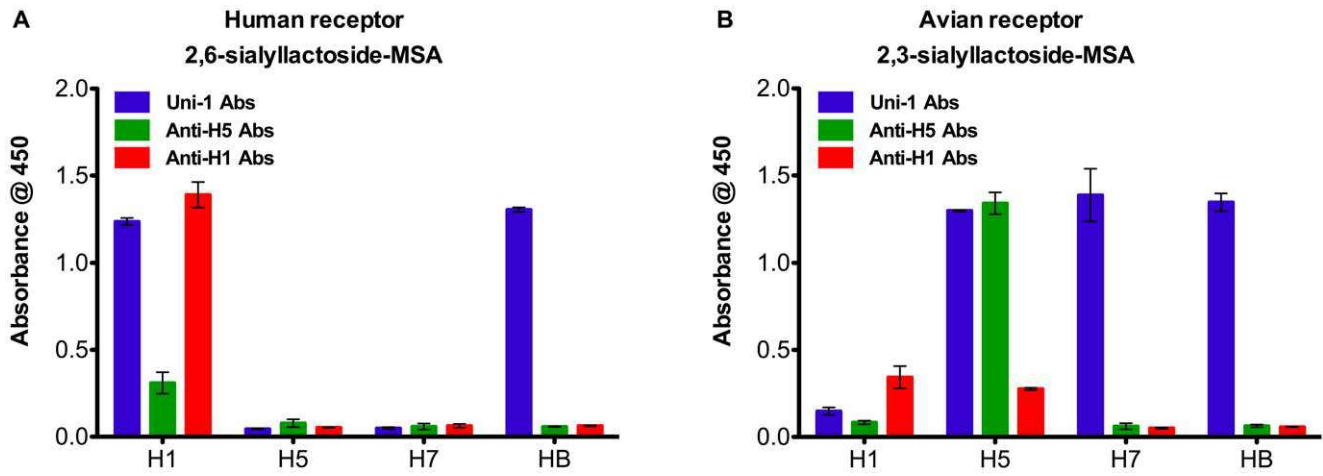 A
Human receptor
2,6-sialyllactoside-MSA
Absorbance @ 450
2.0
1.5
1.0
0.5
0.0
Uni-1 Abs
Anti-H5 Abs
Anti-H1 Abs
H1 H5 H7 HB
B
Avian receptor
2,3-sialyllactoside-MSA
Absorbance @ 450
2.0
1.5
1.0
0.5
0.0
Uni-1 Abs
Anti-H5 Abs
Anti-H1 Abs
H1 H5 H7 HB